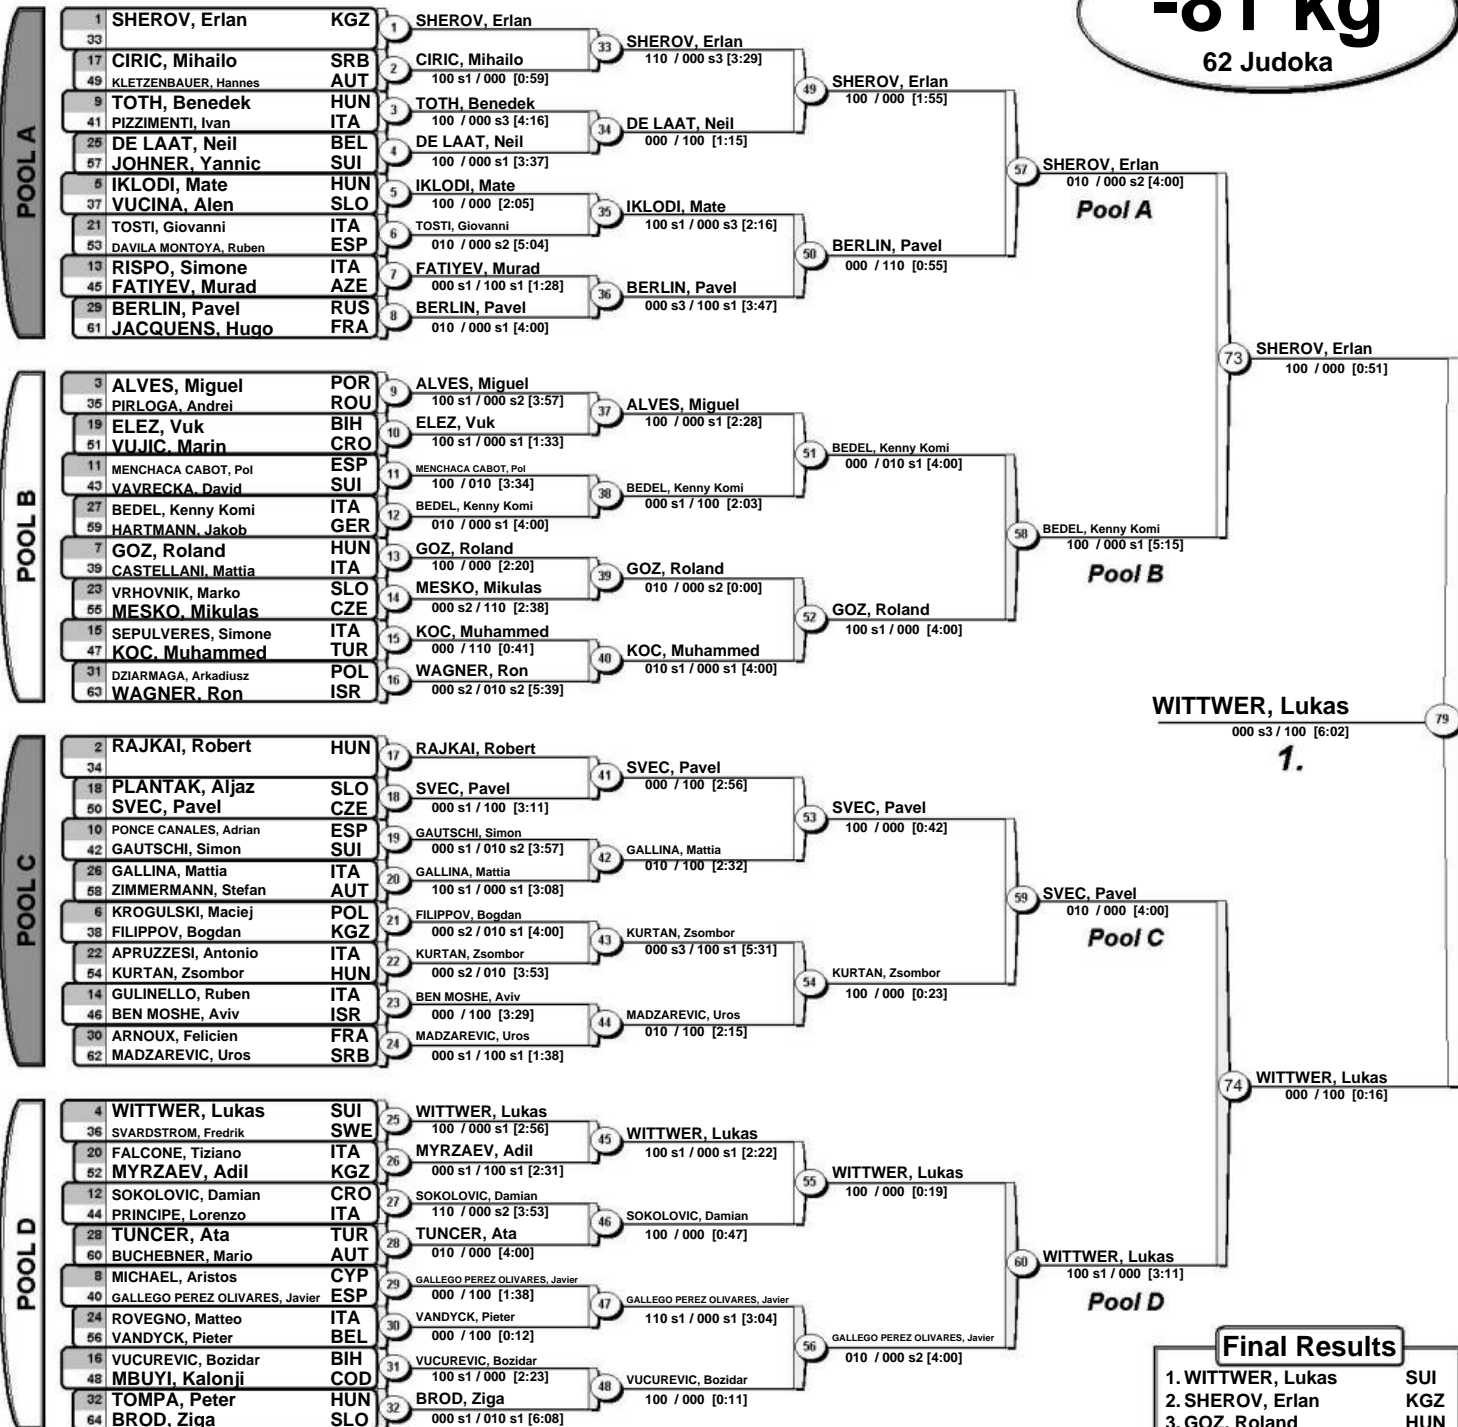 -81 kg
62 Judoka
POOL A
1 SHEROV, Erlan KGZ
33
17 CIRIC, Mihailo SRB
49 KLETZENBAUER, Hannes AUT
9 TOTH, Benedek HUN
41 PIZZIMENTI, Ivan ITA
25 DE LAAT, Neil BEL
57 JOHNER, Yannic SUI
5 IKLODI, Mate HUN
37 VUCINA, Alen SLO
21 TOSTI, Giovanni ITA
53 DAVILA MONTOYA, Ruben ESP
13 RISPO, Simone ITA
45 FATIYEV, Murad AZE
29 BERLIN, Pavel RUS
61 JACQUENS, Hugo FRA
1 SHEROV, Erlan
2 CIRIC, Mihailo
100 s1 / 000 [0:59]
3 TOTH, Benedek
100 / 000 s3 [4:16]
4 DE LAAT, Neil
100 / 000 s1 [3:37]
5 IKLODI, Mate
100 / 000 [2:05]
6 TOSTI, Giovanni
010 / 000 s2 [5:04]
7 FATIYEV, Murad
000 s1 / 100 s1 [1:28]
8 BERLIN, Pavel
010 / 000 s1 [4:00]
33 SHEROV, Erlan
110 / 000 s3 [3:29]
34 DE LAAT, Neil
000 / 100 [1:15]
35 IKLODI, Mate
100 s1 / 000 s3 [2:16]
36 BERLIN, Pavel
000 s3 / 100 s1 [3:47]
49 SHEROV, Erlan
100 / 000 [1:55]
50 BERLIN, Pavel
000 / 110 [0:55]
57 SHEROV, Erlan
010 / 000 s2 [4:00]
Pool A
POOL B
3 ALVES, Miguel POR
35 PIRLOGA, Andrei ROU
19 ELEZ, Vuk BIH
51 VUJIC, Marin CRO
11 MENCHACA CABOT, Pol ESP
43 VAVRECKA, David SUI
27 BEDEL, Kenny Komi ITA
59 HARTMANN, Jakob GER
7 GOZ, Roland HUN
39 CASTELLANI, Mattia ITA
23 VRHOVNIK, Marko SLO
55 MESKO, Mikulas CZE
15 SEPULVERES, Simone ITA
47 KOC, Muhammed TUR
31 DZIARMAGA, Arkadiusz POL
63 WAGNER, Ron ISR
9 ALVES, Miguel
100 s1 / 000 s2 [3:57]
10 ELEZ, Vuk
100 s1 / 000 s1 [1:33]
11 MENCHACA CABOT, Pol
100 / 010 [3:34]
12 BEDEL, Kenny Komi
010 / 000 s1 [4:00]
13 GOZ, Roland
100 / 000 [2:20]
14 MESKO, Mikulas
000 s2 / 110 [2:38]
15 KOC, Muhammed
000 / 110 [0:41]
16 WAGNER, Ron
000 s2 / 010 s2 [5:39]
37 ALVES, Miguel
100 / 000 s1 [2:28]
38 BEDEL, Kenny Komi
000 s1 / 100 [2:03]
39 GOZ, Roland
010 / 000 s2 [0:00]
40 KOC, Muhammed
010 s1 / 000 s1 [4:00]
51 BEDEL, Kenny Komi
000 / 010 s1 [4:00]
52 GOZ, Roland
100 s1 / 000 [4:00]
58 BEDEL, Kenny Komi
100 / 000 s1 [5:15]
Pool B
73 SHEROV, Erlan
100 / 000 [0:51]
WITTWER, Lukas
79
000 s3 / 100 [6:02]
1.
POOL C
2 RAJKAI, Robert HUN
34
18 PLANTAK, Aljaz SLO
50 SVEC, Pavel CZE
10 PONCE CANALES, Adrian ESP
42 GAUTSCHI, Simon SUI
26 GALLINA, Mattia ITA
58 ZIMMERMANN, Stefan AUT
6 KROGULSKI, Maciej POL
38 FILIPPOV, Bogdan KGZ
22 APRUZZESI, Antonio ITA
54 KURTAN, Zsombor HUN
14 GULINELLO, Ruben ITA
46 BEN MOSHE, Aviv ISR
30 ARNOUX, Felicien FRA
62 MADZAREVIC, Uros SRB
17 RAJKAI, Robert
18 SVEC, Pavel
000 s1 / 100 [3:11]
19 GAUTSCHI, Simon
000 s1 / 010 s2 [3:57]
20 GALLINA, Mattia
100 s1 / 000 s1 [3:08]
21 FILIPPOV, Bogdan
000 s2 / 010 s1 [4:00]
22 KURTAN, Zsombor
000 s2 / 010 [3:53]
23 BEN MOSHE, Aviv
000 / 100 [3:29]
24 MADZAREVIC, Uros
000 s1 / 100 s1 [1:38]
41 SVEC, Pavel
000 / 100 [2:56]
42 GALLINA, Mattia
010 / 100 [2:32]
43 KURTAN, Zsombor
000 s3 / 100 s1 [5:31]
44 MADZAREVIC, Uros
010 / 100 [2:15]
53 SVEC, Pavel
100 / 000 [0:42]
54 KURTAN, Zsombor
100 / 000 [0:23]
59 SVEC, Pavel
010 / 000 [4:00]
Pool C
POOL D
4 WITTWER, Lukas SUI
36 SVARDSTROM, Fredrik SWE
20 FALCONE, Tiziano ITA
52 MYRZAEV, Adil KGZ
12 SOKOLOVIC, Damian CRO
44 PRINCIPE, Lorenzo ITA
28 TUNCER, Ata TUR
60 BUCHEBNER, Mario AUT
8 MICHAEL, Aristos CYP
40 GALLEGO PEREZ OLIVARES, Javier ESP
24 ROVEGNO, Matteo ITA
56 VANDYCK, Pieter BEL
16 VUCUREVIC, Bozidar BIH
48 MBUYI, Kalonji COD
32 TOMPA, Peter HUN
64 BROD, Ziga SLO
25 WITTWER, Lukas
100 / 000 s1 [2:56]
26 MYRZAEV, Adil
000 s1 / 100 s1 [2:31]
27 SOKOLOVIC, Damian
110 / 000 s2 [3:53]
28 TUNCER, Ata
010 / 000 [4:00]
29 GALLEGO PEREZ OLIVARES, Javier
000 / 100 [1:38]
30 VANDYCK, Pieter
000 / 100 [0:12]
31 VUCUREVIC, Bozidar
100 s1 / 000 [2:23]
32 BROD, Ziga
000 s1 / 010 s1 [6:08]
45 WITTWER, Lukas
100 s1 / 000 s1 [2:22]
46 SOKOLOVIC, Damian
100 / 000 [0:47]
47 GALLEGO PEREZ OLIVARES, Javier
110 s1 / 000 s1 [3:04]
48 VUCUREVIC, Bozidar
100 / 000 [0:11]
55 WITTWER, Lukas
100 / 000 [0:19]
56 GALLEGO PEREZ OLIVARES, Javier
010 / 000 s2 [4:00]
60 WITTWER, Lukas
100 s1 / 000 [3:11]
Pool D
74 WITTWER, Lukas
000 / 100 [0:16]
Final Results
1. WITTWER, Lukas SUI
2. SHEROV, Erlan KGZ
3. GOZ, Roland HUN